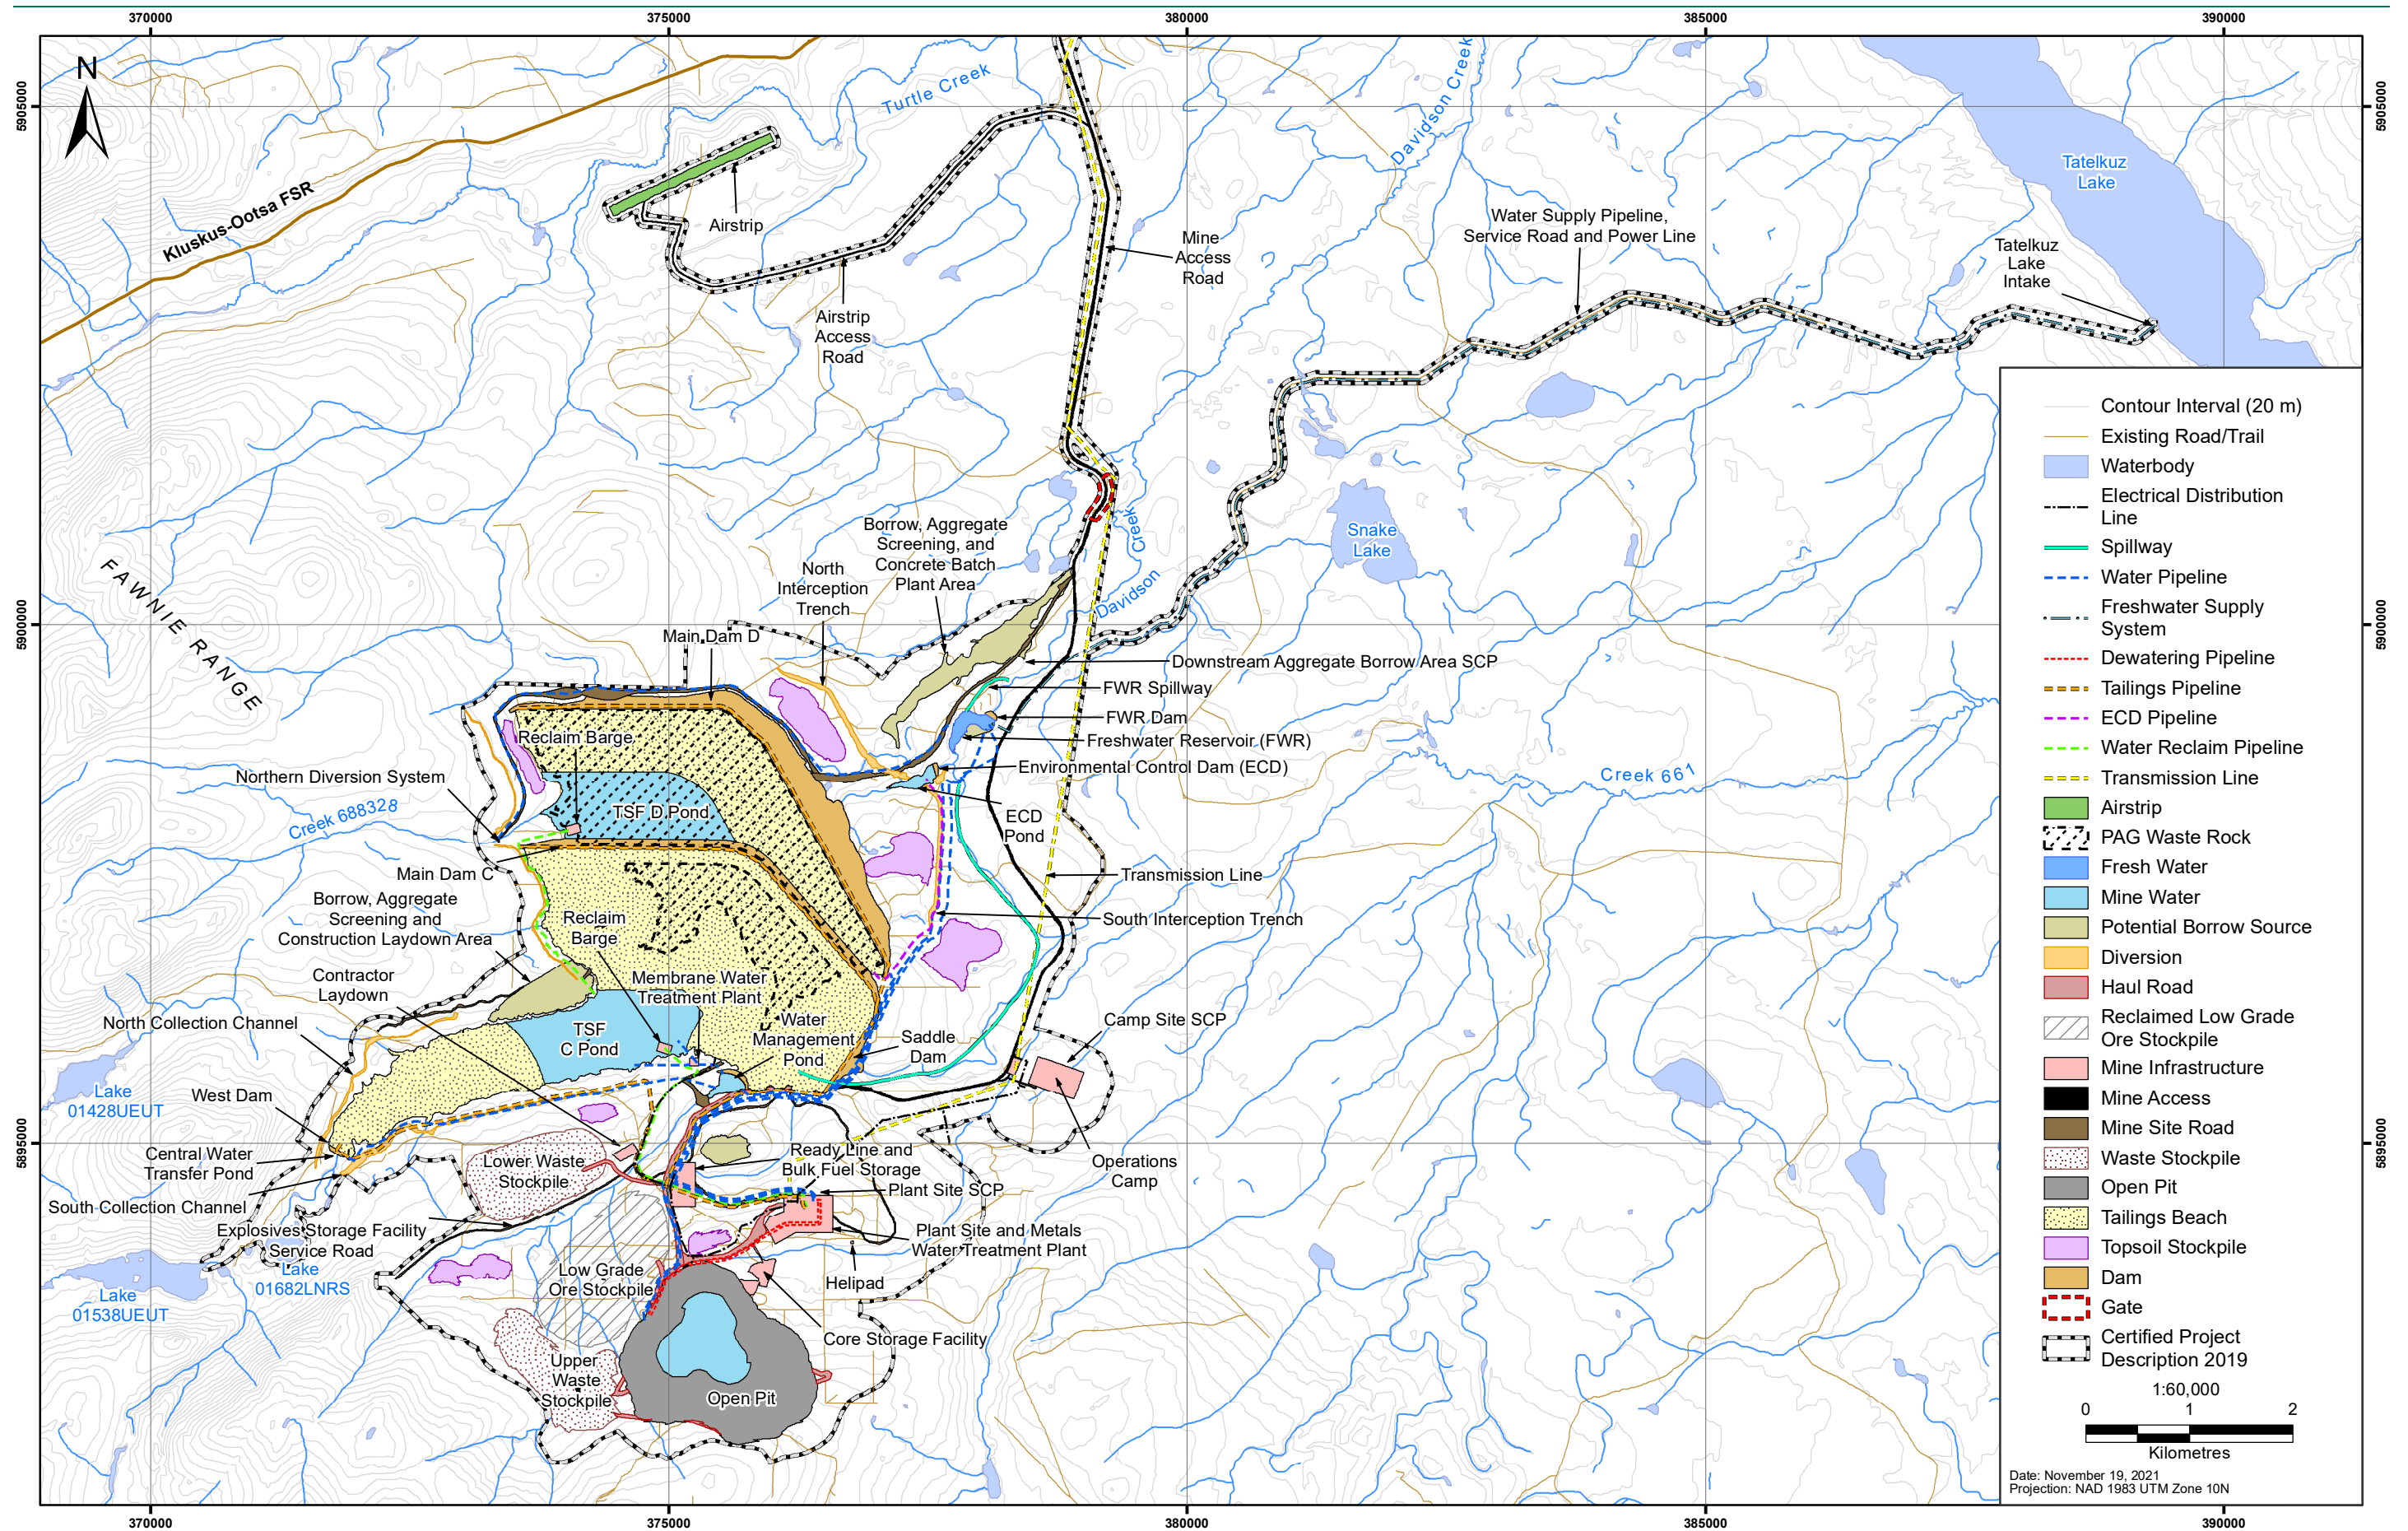 370000
375000
380000
385000
390000
5905000
5905000
N
Turtle Creek
Davidson Creek
Tatelkuz
Lake
Kluskus-Ootsa FSR
Airstrip
Water Supply Pipeline,
Service Road and Power Line
Mine
Access
Road
Tatelkuz
Lake
Intake
Airstrip
Access
Road
Borrow, Aggregate
Screening, and
Concrete Batch
Plant Area
Snake
Lake
Davidson Creek
FAWNIE RANGE
North
Interception
Trench
5900000
5900000
Main Dam D
Downstream Aggregate Borrow Area SCP
FWR Spillway
FWR Dam
Freshwater Reservoir (FWR)
Reclaim Barge
Environmental Control Dam (ECD)
Northern Diversion System
Creek 661
Creek 688328
TSF D Pond
ECD
Pond
Main Dam C
Transmission Line
Borrow, Aggregate
Screening and
Construction Laydown Area
Reclaim
Barge
South Interception Trench
Contractor
Laydown
Membrane Water
Treatment Plant
North Collection Channel
TSF
C Pond
Water
Management
Pond
Saddle
Dam
Camp Site SCP
Lake
01428UEUT
West Dam
5895000
5895000
Central Water
Transfer Pond
Lower Waste
Stockpile
Ready Line and
Bulk Fuel Storage
Operations
Camp
South Collection Channel
Plant Site SCP
Explosives Storage Facility
Service Road
Plant Site and Metals
Water Treatment Plant
Lake
01682LNRS
Low Grade
Ore Stockpile
Helipad
Lake
01538UEUT
Core Storage Facility
Upper
Waste
Stockpile
Open Pit
Contour Interval (20 m)
Existing Road/Trail
Waterbody
Electrical Distribution
Line
Spillway
Water Pipeline
Freshwater Supply
System
Dewatering Pipeline
Tailings Pipeline
ECD Pipeline
Water Reclaim Pipeline
Transmission Line
Airstrip
PAG Waste Rock
Fresh Water
Mine Water
Potential Borrow Source
Diversion
Haul Road
Reclaimed Low Grade
Ore Stockpile
Mine Infrastructure
Mine Access
Mine Site Road
Waste Stockpile
Open Pit
Tailings Beach
Topsoil Stockpile
Dam
Gate
Certified Project
Description 2019
1:60,000
0 1 2
Kilometres
Date: November 19, 2021
Projection: NAD 1983 UTM Zone 10N
370000
375000
380000
385000
390000